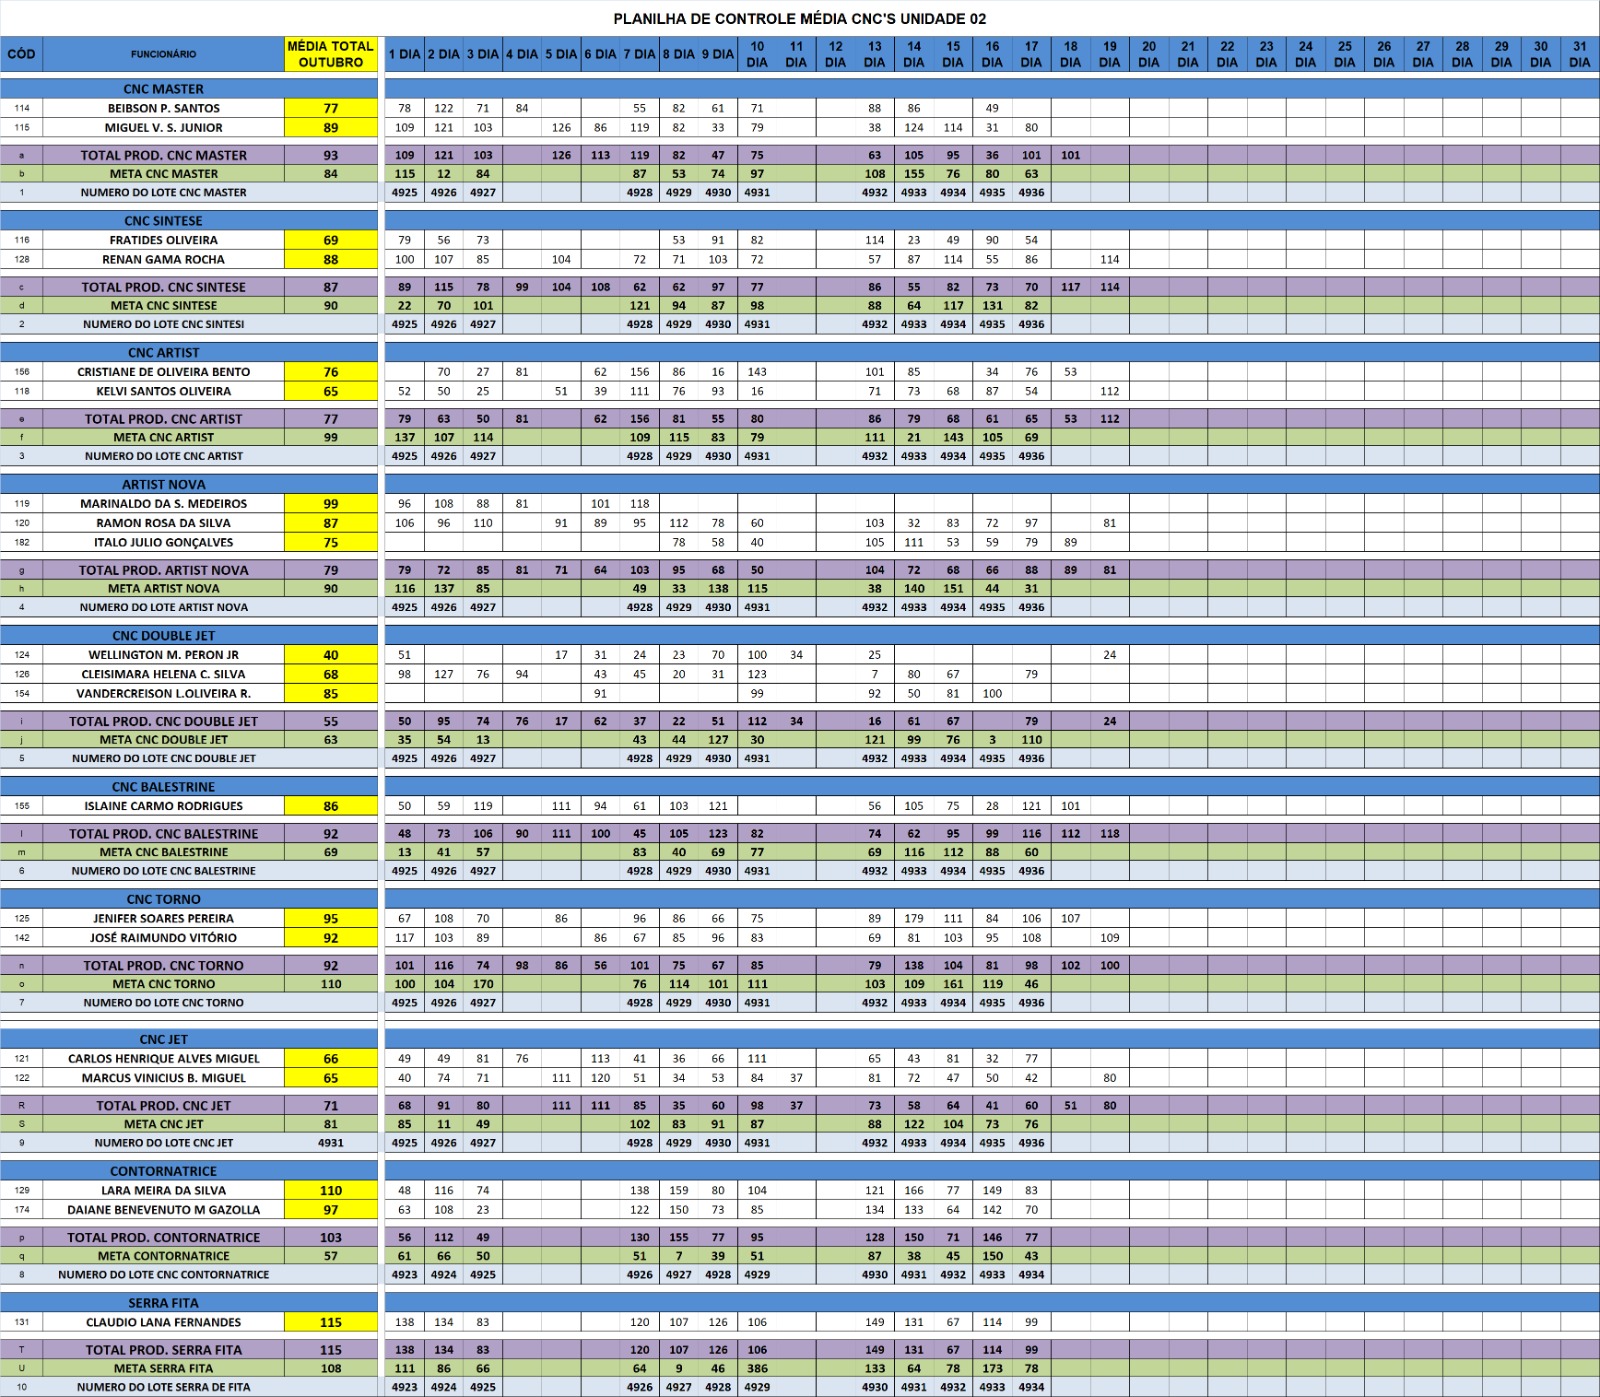 PLANILHA DE CONTROLE MÉDIA CNC'S UNIDADE 02
CÓD FUNCIONÁRIO MÉDIA TOTAL OUTUBRO 1 DIA 2 DIA 3 DIA 4 DIA 5 DIA 6 DIA 7 DIA 8 DIA 9 DIA 10 DIA 11 DIA 12 DIA 13 DIA 14 DIA 15 DIA 16 DIA 17 DIA 18 DIA 19 DIA 20 DIA 21 DIA 22 DIA 23 DIA 24 DIA 25 DIA 26 DIA 27 DIA 28 DIA 29 DIA 30 DIA 31 DIA
CNC MASTER
114 BEIBSON P. SANTOS 77 78 122 71 84 55 82 61 71 88 86 49
115 MIGUEL V. S. JUNIOR 89 109 121 103 126 86 119 82 33 79 38 124 114 31 80
a TOTAL PROD. CNC MASTER 93 109 121 103 126 113 119 82 47 75 63 105 95 36 101 101
b META CNC MASTER 84 115 12 84 87 53 74 97 108 155 76 80 63
1 NUMERO DO LOTE CNC MASTER 4925 4926 4927 4928 4929 4930 4931 4932 4933 4934 4935 4936
CNC SINTESE
116 FRATIDES OLIVEIRA 69 79 56 73 53 91 82 114 23 49 90 54
128 RENAN GAMA ROCHA 88 100 107 85 104 72 71 103 72 57 87 114 55 86 114
c TOTAL PROD. CNC SINTESE 87 89 115 78 99 104 108 62 62 97 77 86 55 82 73 70 117 114
d META CNC SINTESE 90 22 70 101 121 94 87 98 88 64 117 131 82
2 NUMERO DO LOTE CNC SINTESI 4925 4926 4927 4928 4929 4930 4931 4932 4933 4934 4935 4936
CNC ARTIST
156 CRISTIANE DE OLIVEIRA BENTO 76 70 27 81 62 156 86 16 143 101 85 34 76 53
118 KELVI SANTOS OLIVEIRA 65 52 50 25 51 39 111 76 93 16 71 73 68 87 54 112
e TOTAL PROD. CNC ARTIST 77 79 63 50 81 62 156 81 55 80 86 79 68 61 65 53 112
f META CNC ARTIST 99 137 107 114 109 115 83 79 111 21 143 105 69
3 NUMERO DO LOTE CNC ARTIST 4925 4926 4927 4928 4929 4930 4931 4932 4933 4934 4935 4936
ARTIST NOVA
119 MARINALDO DA S. MEDEIROS 99 96 108 88 81 101 118
120 RAMON ROSA DA SILVA 87 106 96 110 91 89 95 112 78 60 103 32 83 72 97 81
182 ITALO JULIO GONÇALVES 75 78 58 40 105 111 53 59 79 89
g TOTAL PROD. ARTIST NOVA 79 79 72 85 81 71 64 103 95 68 50 104 72 68 66 88 89 81
h META ARTIST NOVA 90 116 137 85 49 33 138 115 38 140 151 44 31
4 NUMERO DO LOTE ARTIST NOVA 4925 4926 4927 4928 4929 4930 4931 4932 4933 4934 4935 4936
CNC DOUBLE JET
124 WELLINGTON M. PERON JR 40 51 17 31 24 23 70 100 34 25 24
126 CLEISIMARA HELENA C. SILVA 68 98 127 76 94 43 45 20 31 123 7 80 67 79
154 VANDERCREISON L.OLIVEIRA R. 85 91 99 92 50 81 100
i TOTAL PROD. CNC DOUBLE JET 55 50 95 74 76 17 62 37 22 51 112 34 16 61 67 79 24
j META CNC DOUBLE JET 63 35 54 13 43 44 127 30 121 99 76 3 110
5 NUMERO DO LOTE CNC DOUBLE JET 4925 4926 4927 4928 4929 4930 4931 4932 4933 4934 4935 4936
CNC BALESTRINE
155 ISLAINE CARMO RODRIGUES 86 50 59 119 111 94 61 103 121 56 105 75 28 121 101
l TOTAL PROD. CNC BALESTRINE 92 48 73 106 90 111 100 45 105 123 82 74 62 95 99 116 112 118
m META CNC BALESTRINE 69 13 41 57 83 40 69 77 69 116 112 88 60
6 NUMERO DO LOTE CNC BALESTRINE 4925 4926 4927 4928 4929 4930 4931 4932 4933 4934 4935 4936
CNC TORNO
125 JENIFER SOARES PEREIRA 95 67 108 70 86 96 86 66 75 89 179 111 84 106 107
142 JOSÉ RAIMUNDO VITÓRIO 92 117 103 89 86 67 85 96 83 69 81 103 95 108 109
n TOTAL PROD. CNC TORNO 92 101 116 74 98 86 56 101 75 67 85 79 138 104 81 98 102 100
o META CNC TORNO 110 100 104 170 76 114 101 111 103 109 161 119 46
7 NUMERO DO LOTE CNC TORNO 4925 4926 4927 4928 4929 4930 4931 4932 4933 4934 4935 4936
CNC JET
121 CARLOS HENRIQUE ALVES MIGUEL 66 49 49 81 76 113 41 36 66 111 65 43 81 32 77
122 MARCUS VINICIUS B. MIGUEL 65 40 74 71 111 120 51 34 53 84 37 81 72 47 50 42 80
R TOTAL PROD. CNC JET 71 68 91 80 111 111 85 35 60 98 37 73 58 64 41 60 51 80
S META CNC JET 81 85 11 49 102 83 91 87 88 122 104 73 76
9 NUMERO DO LOTE CNC JET 4931 4925 4926 4927 4928 4929 4930 4931 4932 4933 4934 4935 4936
CONTORNATRICE
129 LARA MEIRA DA SILVA 110 48 116 74 138 159 80 104 121 166 77 149 83
174 DAIANE BENEVENUTO M GAZOLLA 97 63 108 23 122 150 73 85 134 133 64 142 70
p TOTAL PROD. CONTORNATRICE 103 56 112 49 130 155 77 95 128 150 71 146 77
q META CONTORNATRICE 57 61 66 50 51 7 39 51 87 38 45 150 43
8 NUMERO DO LOTE CNC CONTORNATRICE 4923 4924 4925 4926 4927 4928 4929 4930 4931 4932 4933 4934
SERRA FITA
131 CLAUDIO LANA FERNANDES 115 138 134 83 120 107 126 106 149 131 67 114 99
T TOTAL PROD. SERRA FITA 115 138 134 83 120 107 126 106 149 131 67 114 99
U META SERRA FITA 108 111 86 66 64 9 46 386 133 64 78 173 78
10 NUMERO DO LOTE SERRA DE FITA 4923 4924 4925 4926 4927 4928 4929 4930 4931 4932 4933 4934